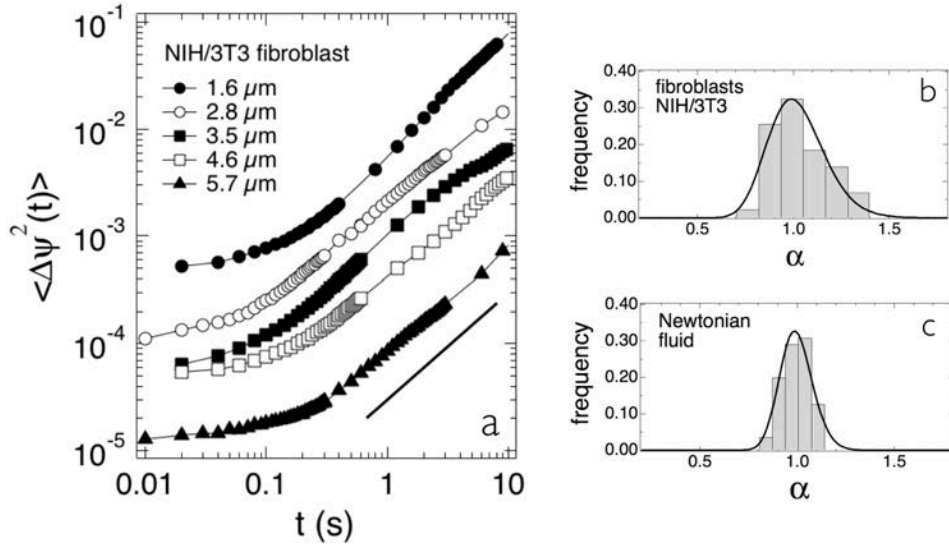 10⁻¹
10⁻²
10⁻³
10⁻⁴
10⁻⁵
<Δψ²(t)>
NIH/3T3 fibroblast
1.6 µm
2.8 µm
3.5 µm
4.6 µm
5.7 µm
a
0.01
0.1
1
10
t (s)
0.40
0.30
0.20
0.10
0.00
frequency
fibroblasts
NIH/3T3
b
0.5
1.0
1.5
α
0.40
0.30
0.20
0.10
0.00
frequency
Newtonian
fluid
c
0.5
1.0
1.5
α